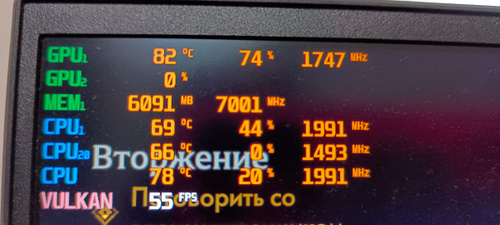 GPU1 82 °C 74 % 1747 MHz
GPU2 0 %
MEM1 6091 MB 7001 MHz
CPU1 69 °C 44 % 1991 MHz
CPU20 66 °C 0 % 1493 MHz
Вторжение
CPU 78 °C 20 % 1991 MHz
VULKAN 55 FPS
Поговорить со